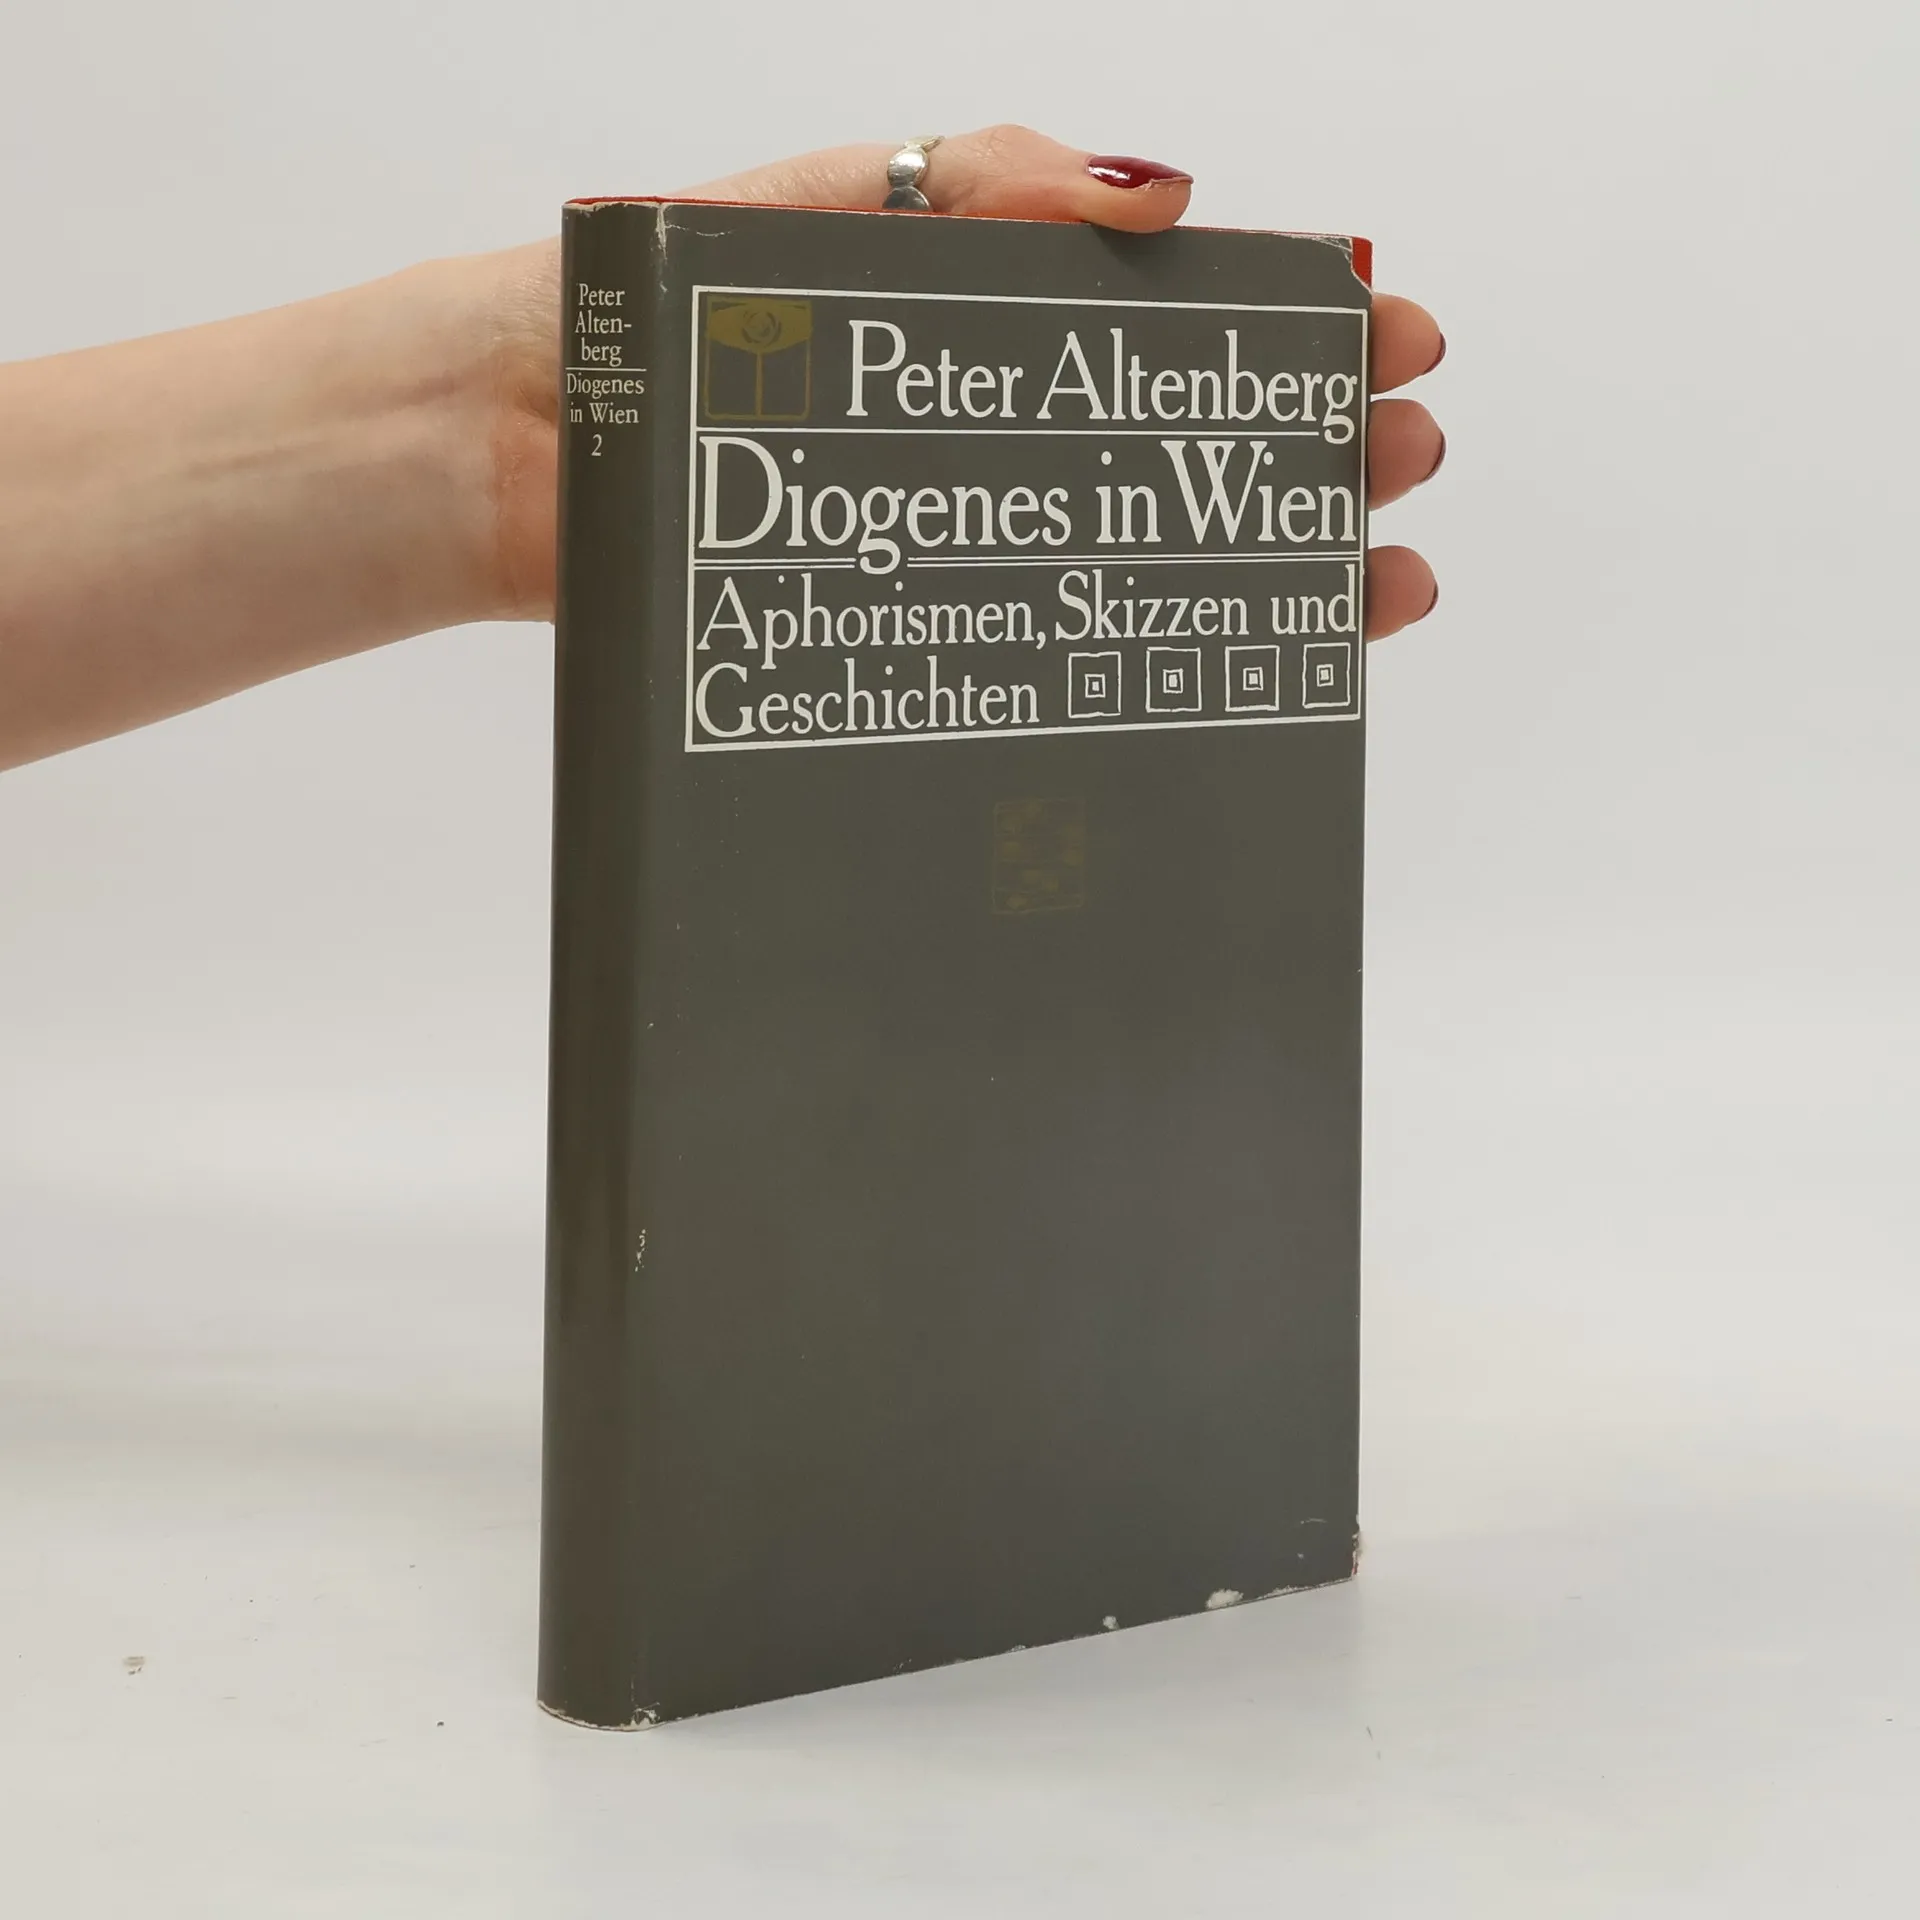 Peter
Alten-
berg
Diogenes
in Wien
2
Peter Altenberg
Diogenes in Wien
Aphorismen, Skizzen und
Geschichten